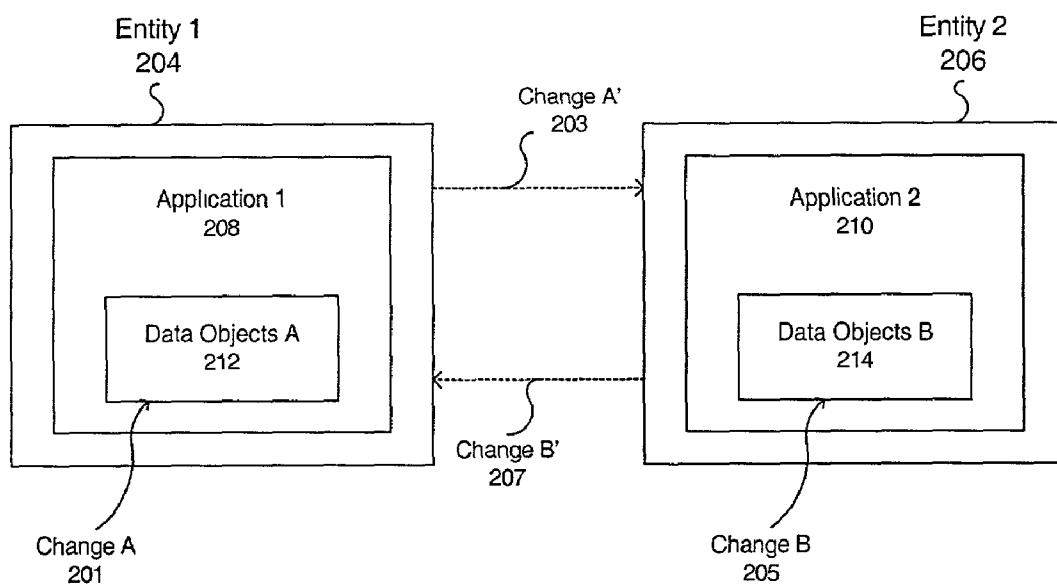 Entity 1
204
Entity 2
206
Change A'
203
Application 1
208
Application 2
210
Data Objects A
212
Data Objects B
214
Change B'
207
Change A
201
Change B
205